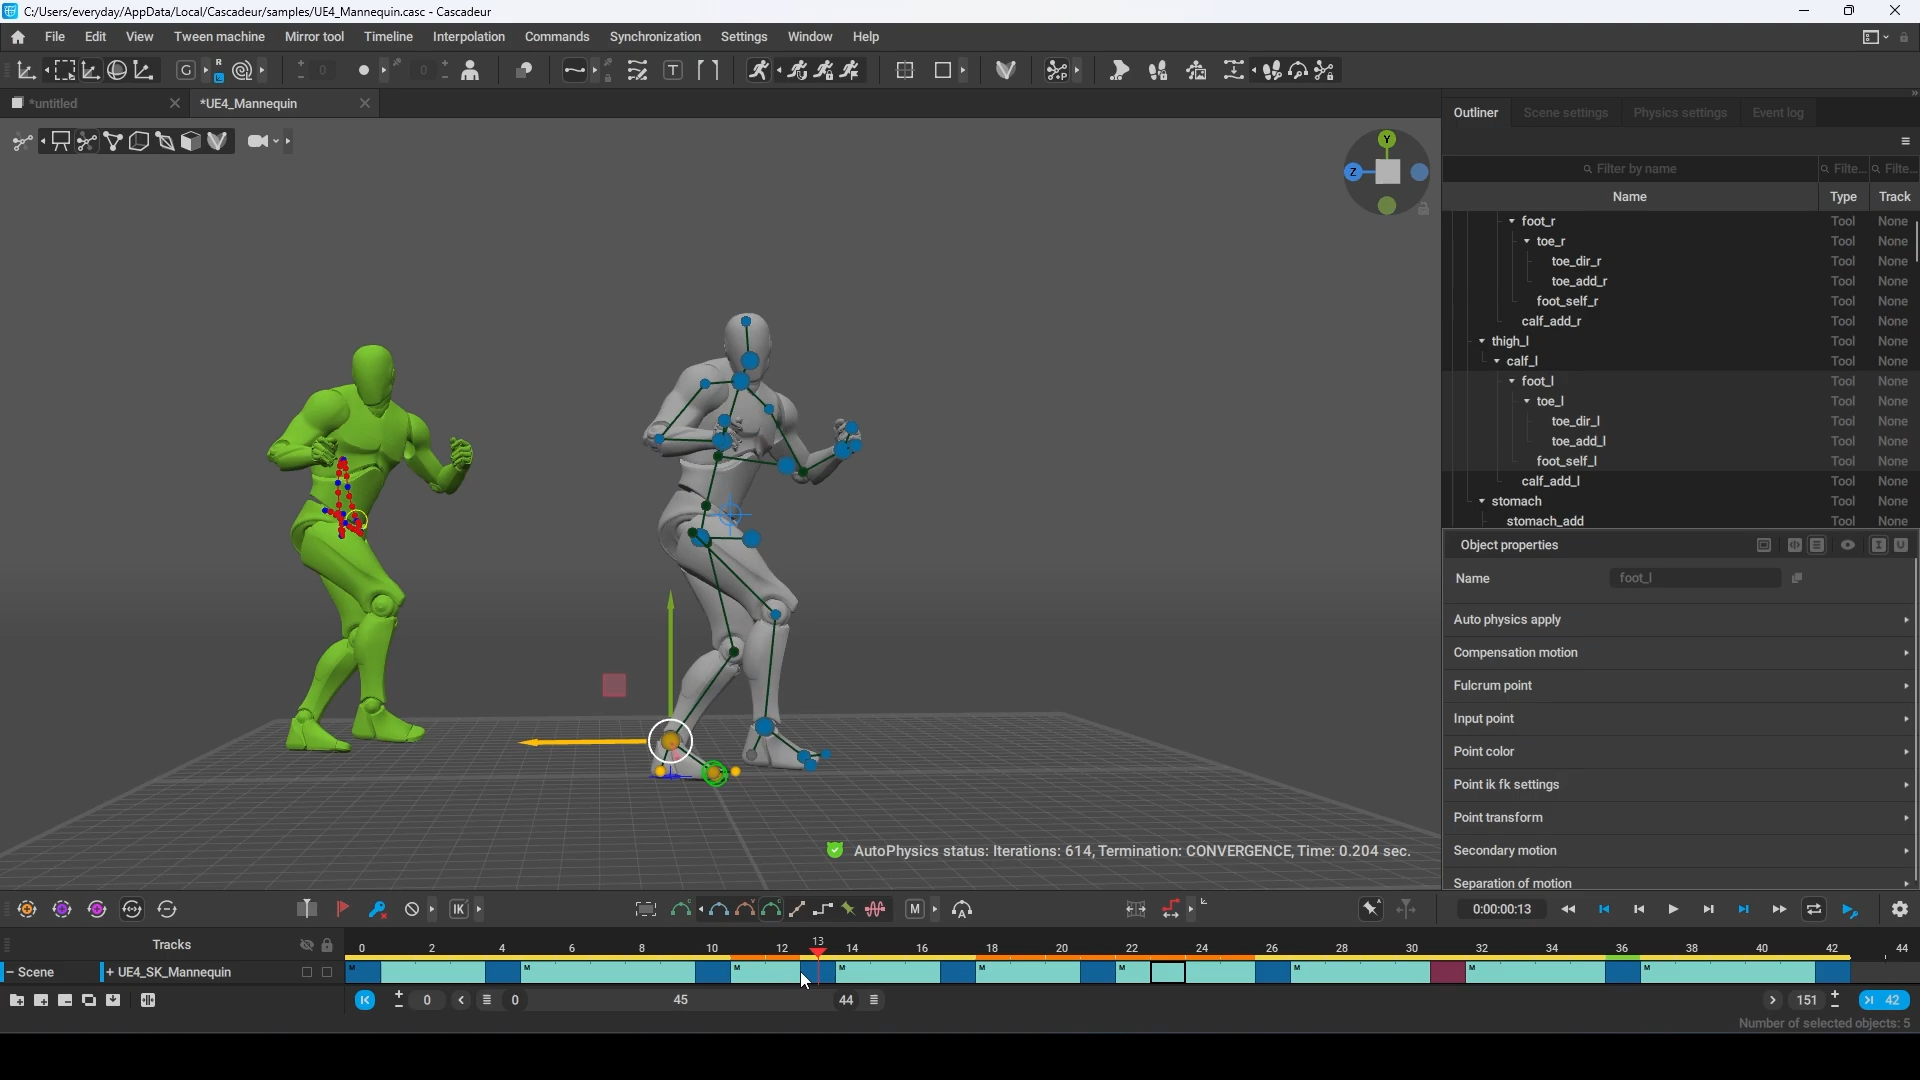 C:/Users/everyday/AppData/Local/Cascadeur/samples/UE4_Mannequin.casc - Cascadeur
File Edit View Tween machine Mirror tool Timeline Interpolation Commands Synchronization Settings Window Help
G R 0 0 T P
*untitled *UE4_Mannequin
Outliner Scene settings Physics settings Event log
Filter by name Filte... Filte...
Name Type Track
foot_r Tool None
toe_r Tool None
toe_dir_r Tool None
toe_add_r Tool None
foot_self_r Tool None
calf_add_r Tool None
thigh_l Tool None
calf_l Tool None
foot_l Tool None
toe_l Tool None
toe_dir_l Tool None
toe_add_l Tool None
foot_self_l Tool None
calf_add_l Tool None
stomach Tool None
stomach_add Tool None
Y
Z
Object properties
Name foot_l
Auto physics apply
Compensation motion
Fulcrum point
Input point
Point color
Point ik fk settings
Point transform
Secondary motion
Separation of motion
AutoPhysics status: Iterations: 614, Termination: CONVERGENCE, Time: 0.204 sec.
IK M A 0:00:00:13
Tracks 0 2 4 6 8 10 12 13 14 16 18 20 22 24 26 28 30 32 34 36 38 40 42 44
Scene + UE4_SK_Mannequin M M M M M M M M M
0 0 45 44 151 42
Number of selected objects: 5